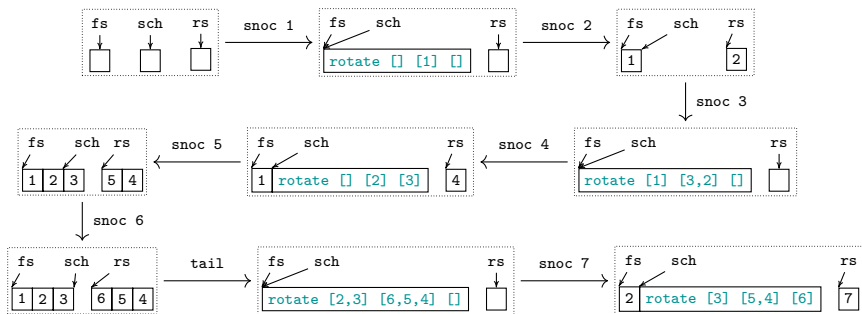 fs sch rs snoc 1 fs sch rs snoc 2 fs sch rs
rotate [] [1] [] 1 2
snoc 3
fs sch rs snoc 5 fs sch rs snoc 4 fs sch rs
1 2 3 5 4 1 rotate [] [2] [3] 4 rotate [1] [3,2] []
snoc 6
fs sch rs tail fs sch rs snoc 7 fs sch rs
1 2 3 6 5 4 rotate [2,3] [6,5,4] [] 2 rotate [3] [5,4] [6] 7